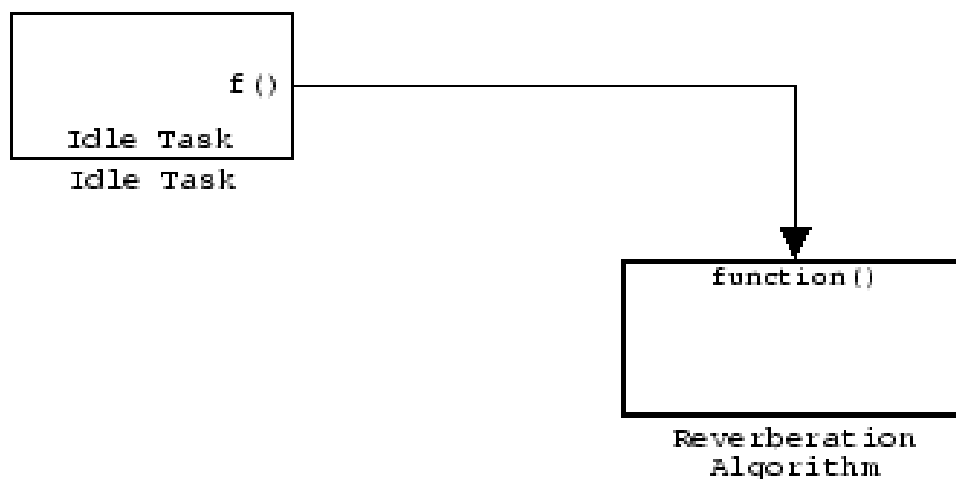 f()
Idle Task
Idle Task
function()
Reverberation
Algorithm